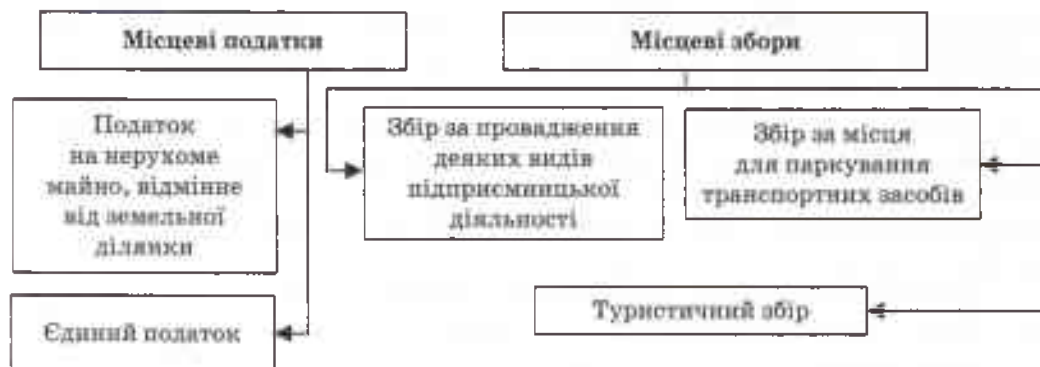 Місцеві податки
Місцеві збори
Податок
на нерухоме
майно, відмінне
від земельної
ділянки
Збір за провадження
деяких видів
підприємницької
діяльності
Збір за місця
для паркування
транспортних засобів
Єдиний податок
Туристичний збір